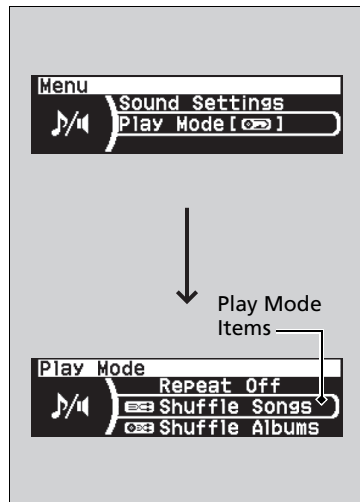 Menu
Sound Settings
Play Mode[ ]
Play Mode
Items
Play Mode
Repeat Off
Shuffle Songs
Shuffle Albums